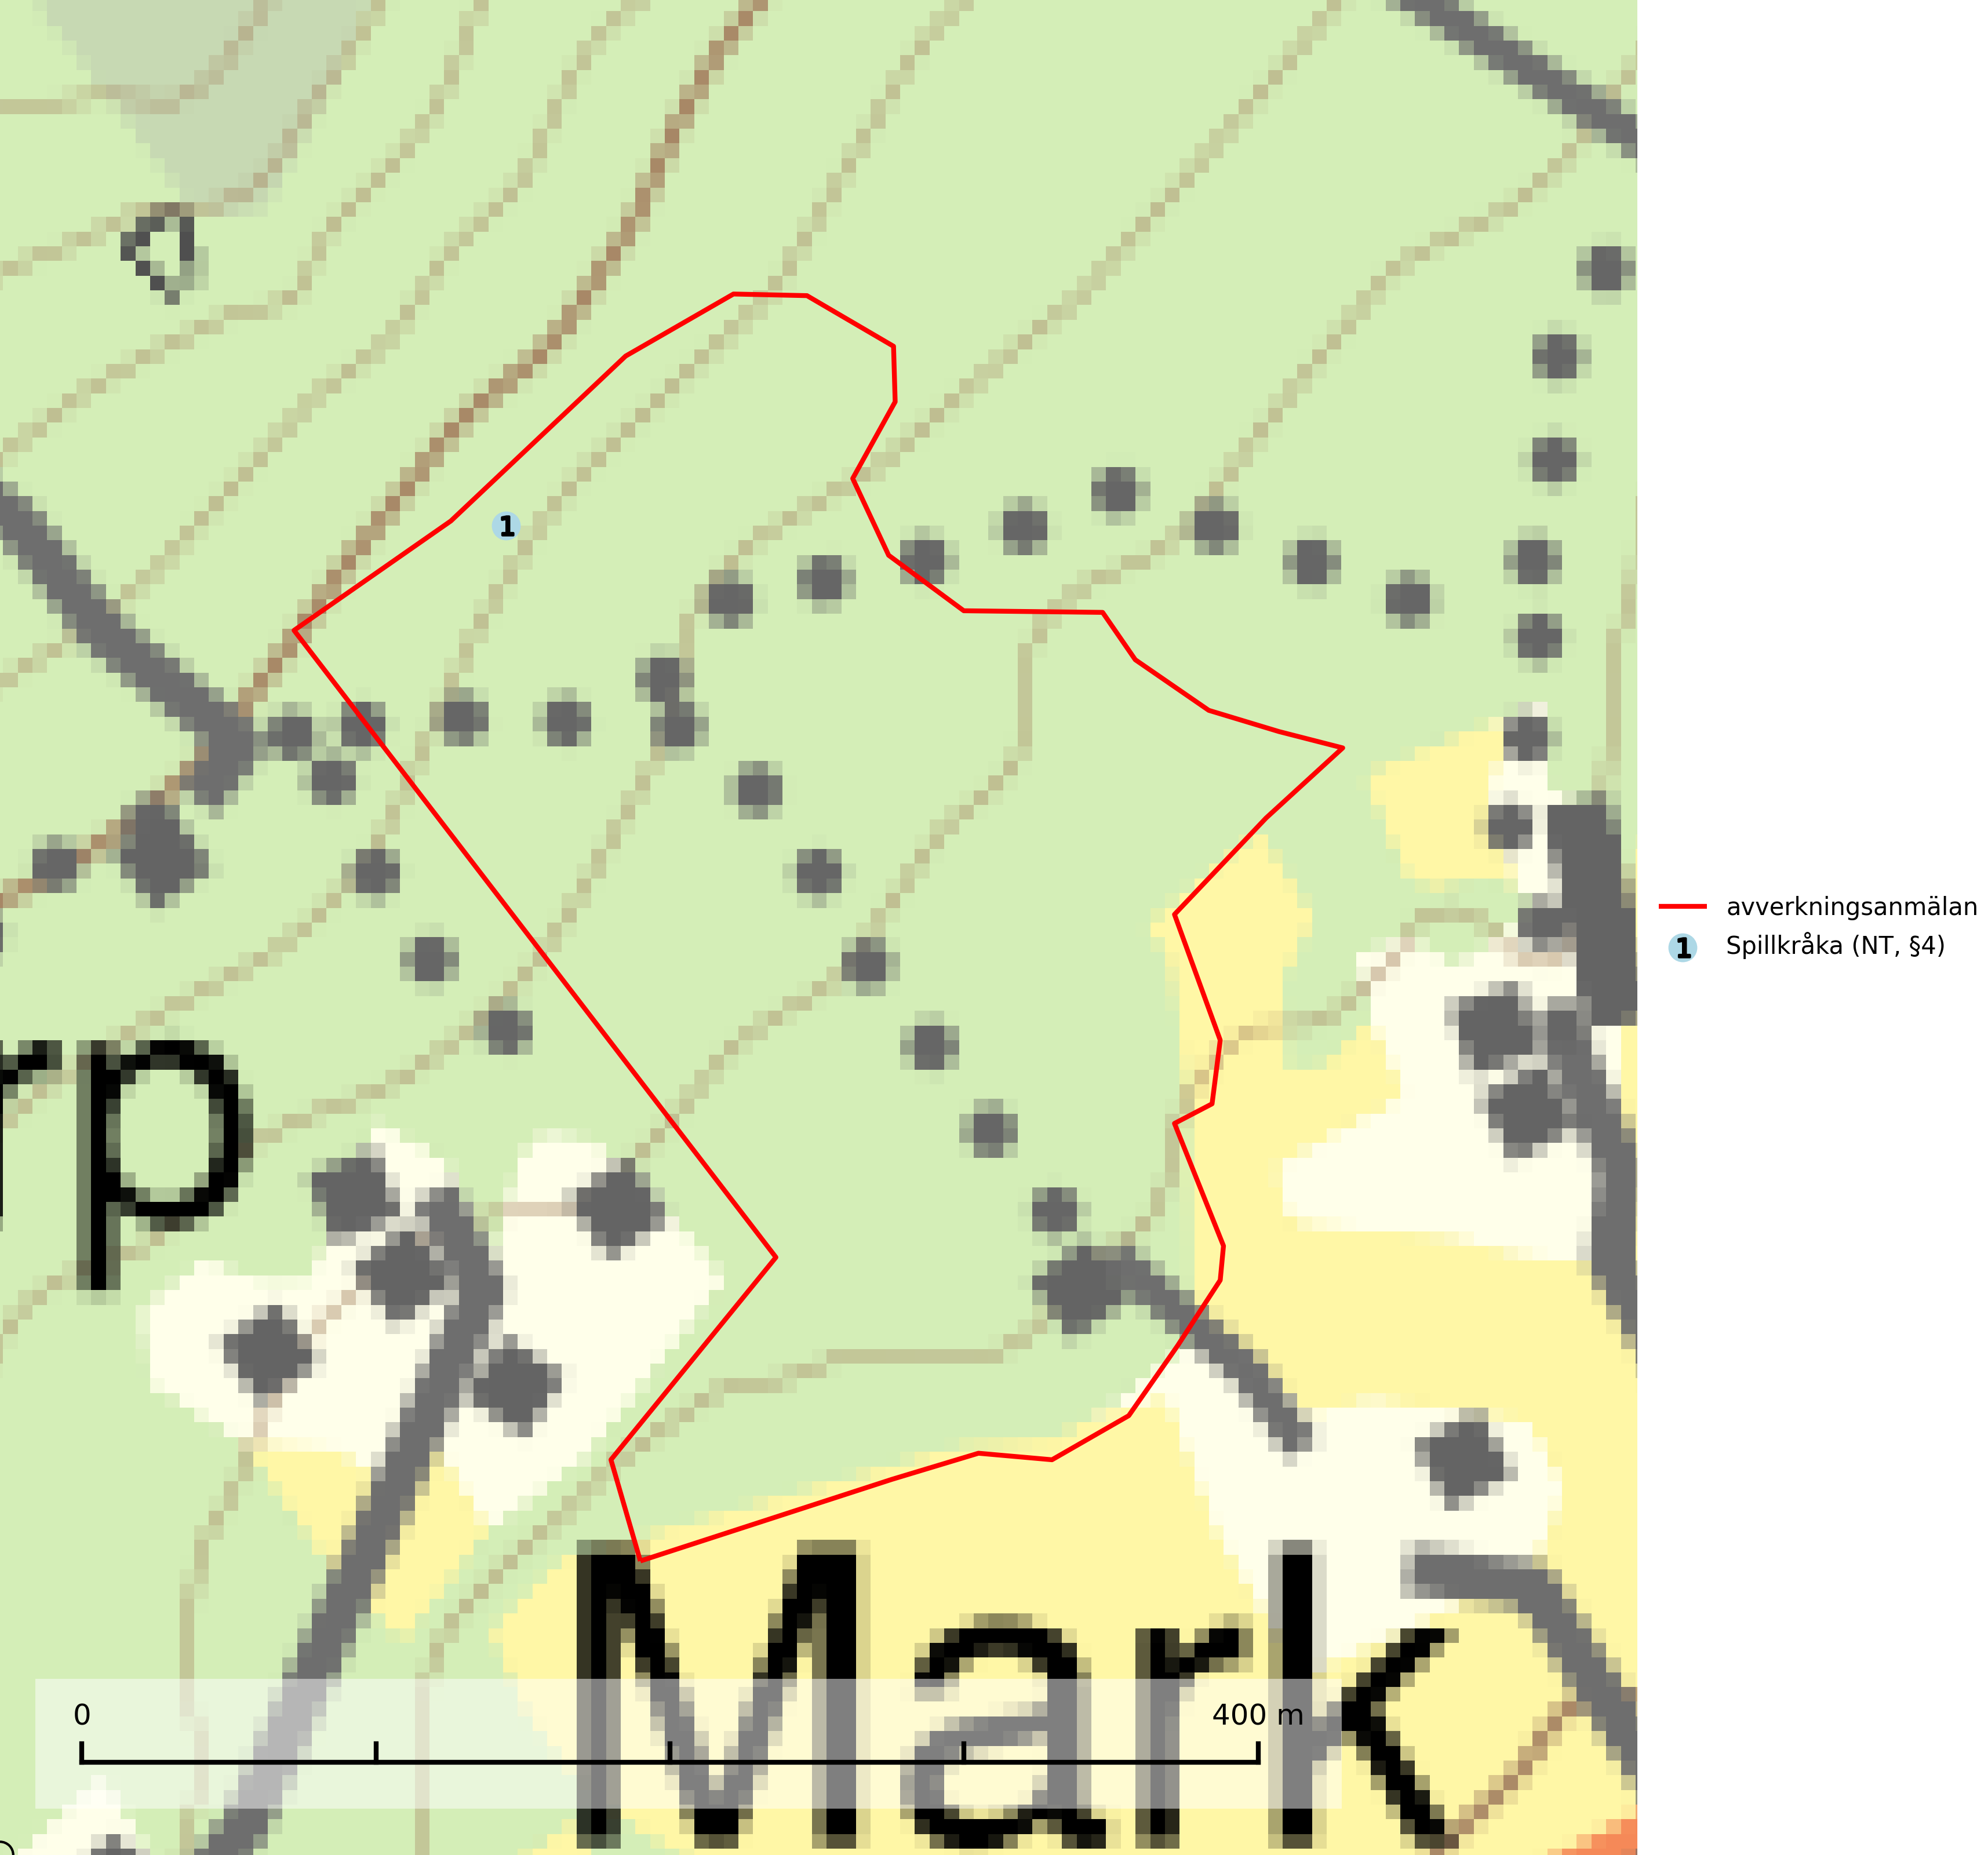 1
avverkningsanmälan
1 Spillkråka (NT, §4)
rp
Mark
0 400 m